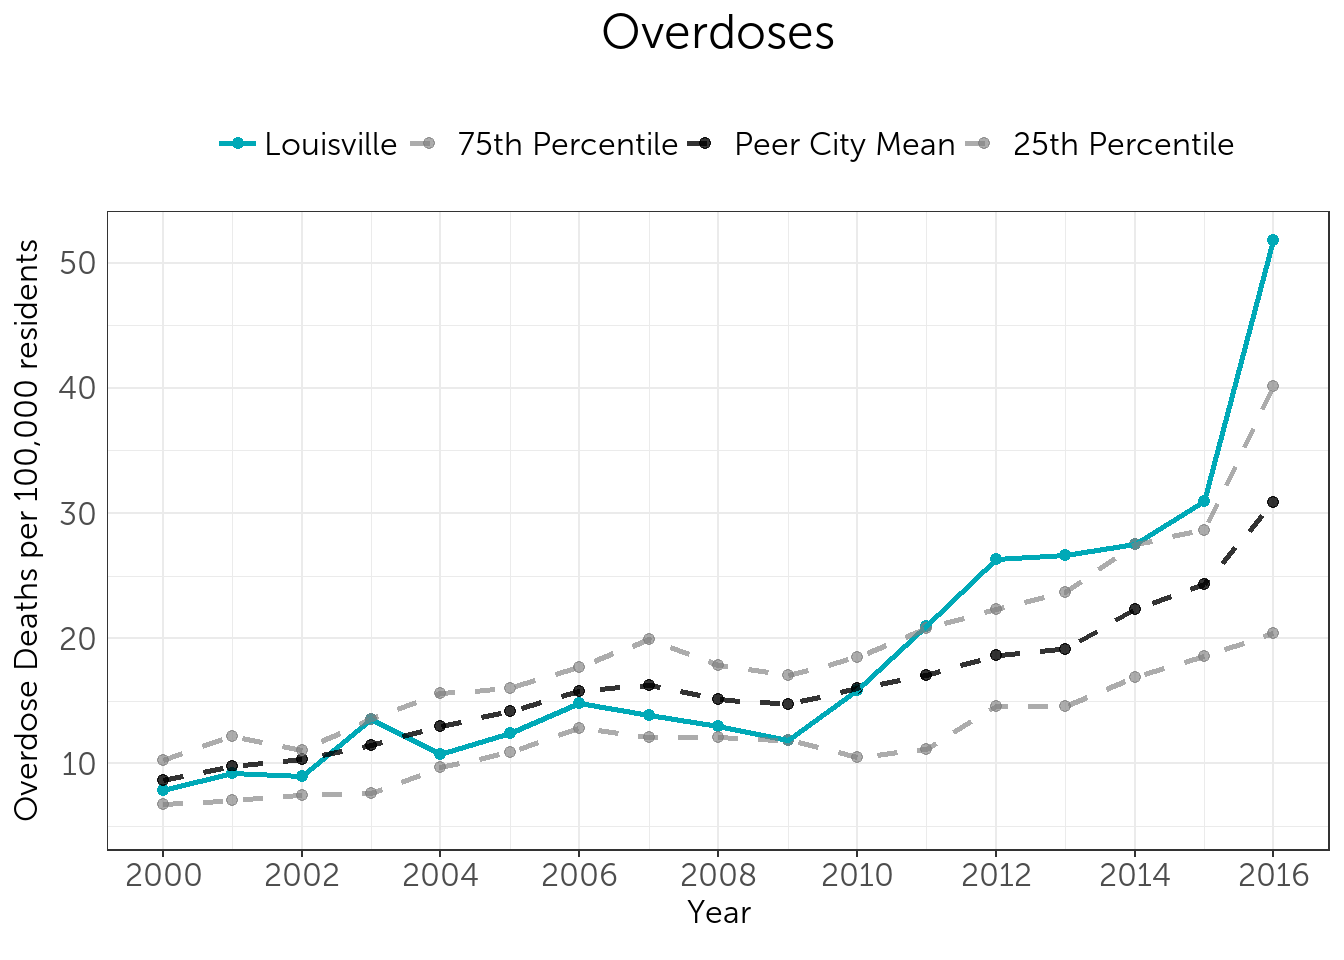 Overdoses
Louisville 75th Percentile Peer City Mean 25th Percentile
Overdose Deaths per 100,000 residents
50
40
30
20
10
2000 2002 2004 2006 2008 2010 2012 2014 2016
Year